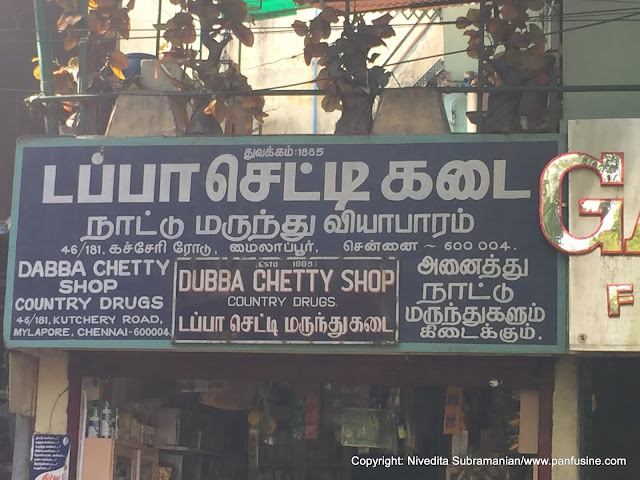 துவக்கம்:1885
டப்பா செட்டி கடை
நாட்டு மருந்து வியாபாரம்
46/181, கச்சேரி ரோடு, மைலாப்பூர், சென்னை ~ 600 004.
DABBA CHETTY
SHOP
COUNTRY DRUGS
46/181, KUTCHERY ROAD,
MYLAPORE, CHENNAI-600004.
Estd 1885
DUBBA CHETTY SHOP
COUNTRY DRUGS.
டப்பா செட்டி மருந்துகடை
அனைத்து
நாட்டு
மருந்துகளும்
கிடைக்கும்.
GA
F
Copyright: Nivedita Subramanian/www.panfusine.com